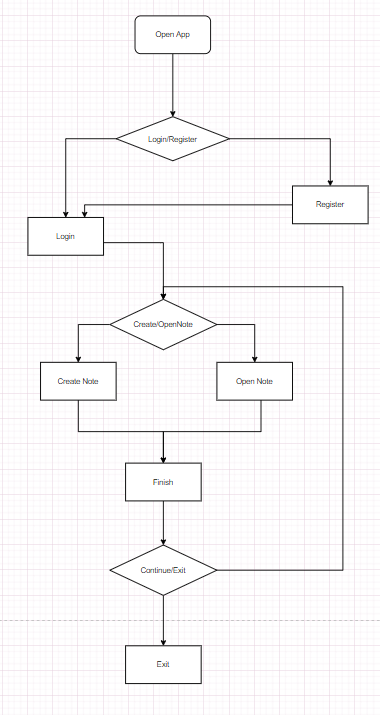 Open App
Login/Register
Register
Login
Create/OpenNote
Create Note
Open Note
Finish
Continue/Exit
Exit